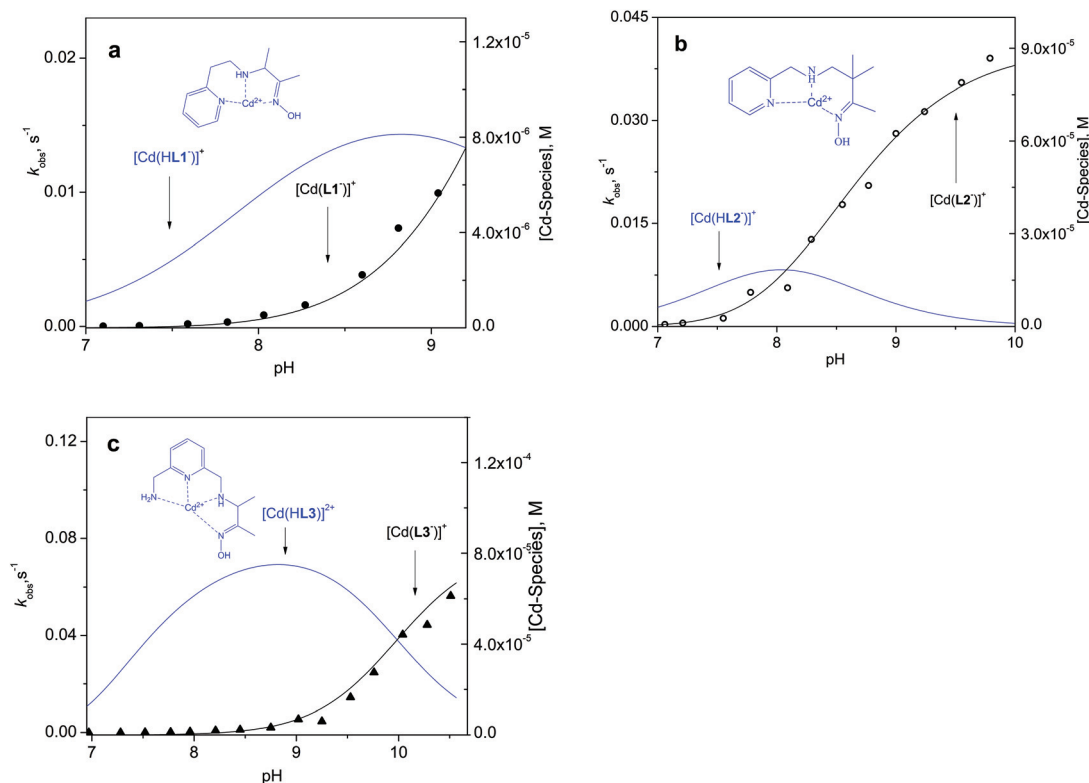 a
0.02
0.01
0.00
k_obs, s⁻¹
7 8 9
pH
1.2x10⁻⁵
8.0x10⁻⁶
4.0x10⁻⁶
0.0
[Cd-Species], M
HN
N
Cd²⁺
N
OH
[Cd(HL1⁻)]⁺
[Cd(L1⁻)]⁺
b
0.045
0.030
0.015
0.000
k_obs, s⁻¹
7 8 9 10
pH
9.0x10⁻⁵
6.0x10⁻⁵
3.0x10⁻⁵
0.0
[Cd-Species], M
N
H
N
Cd²⁺
N
OH
[Cd(HL2⁻)]⁺
[Cd(L2⁻)]⁺
c
0.12
0.08
0.04
0.00
k_obs,s⁻¹
7 8 9 10
pH
1.2x10⁻⁴
8.0x10⁻⁵
4.0x10⁻⁵
0.0
[Cd-Species], M
N
H₂N
N
H
Cd²⁺
N
OH
[Cd(HL3)]²⁺
[Cd(L3⁻)]⁺